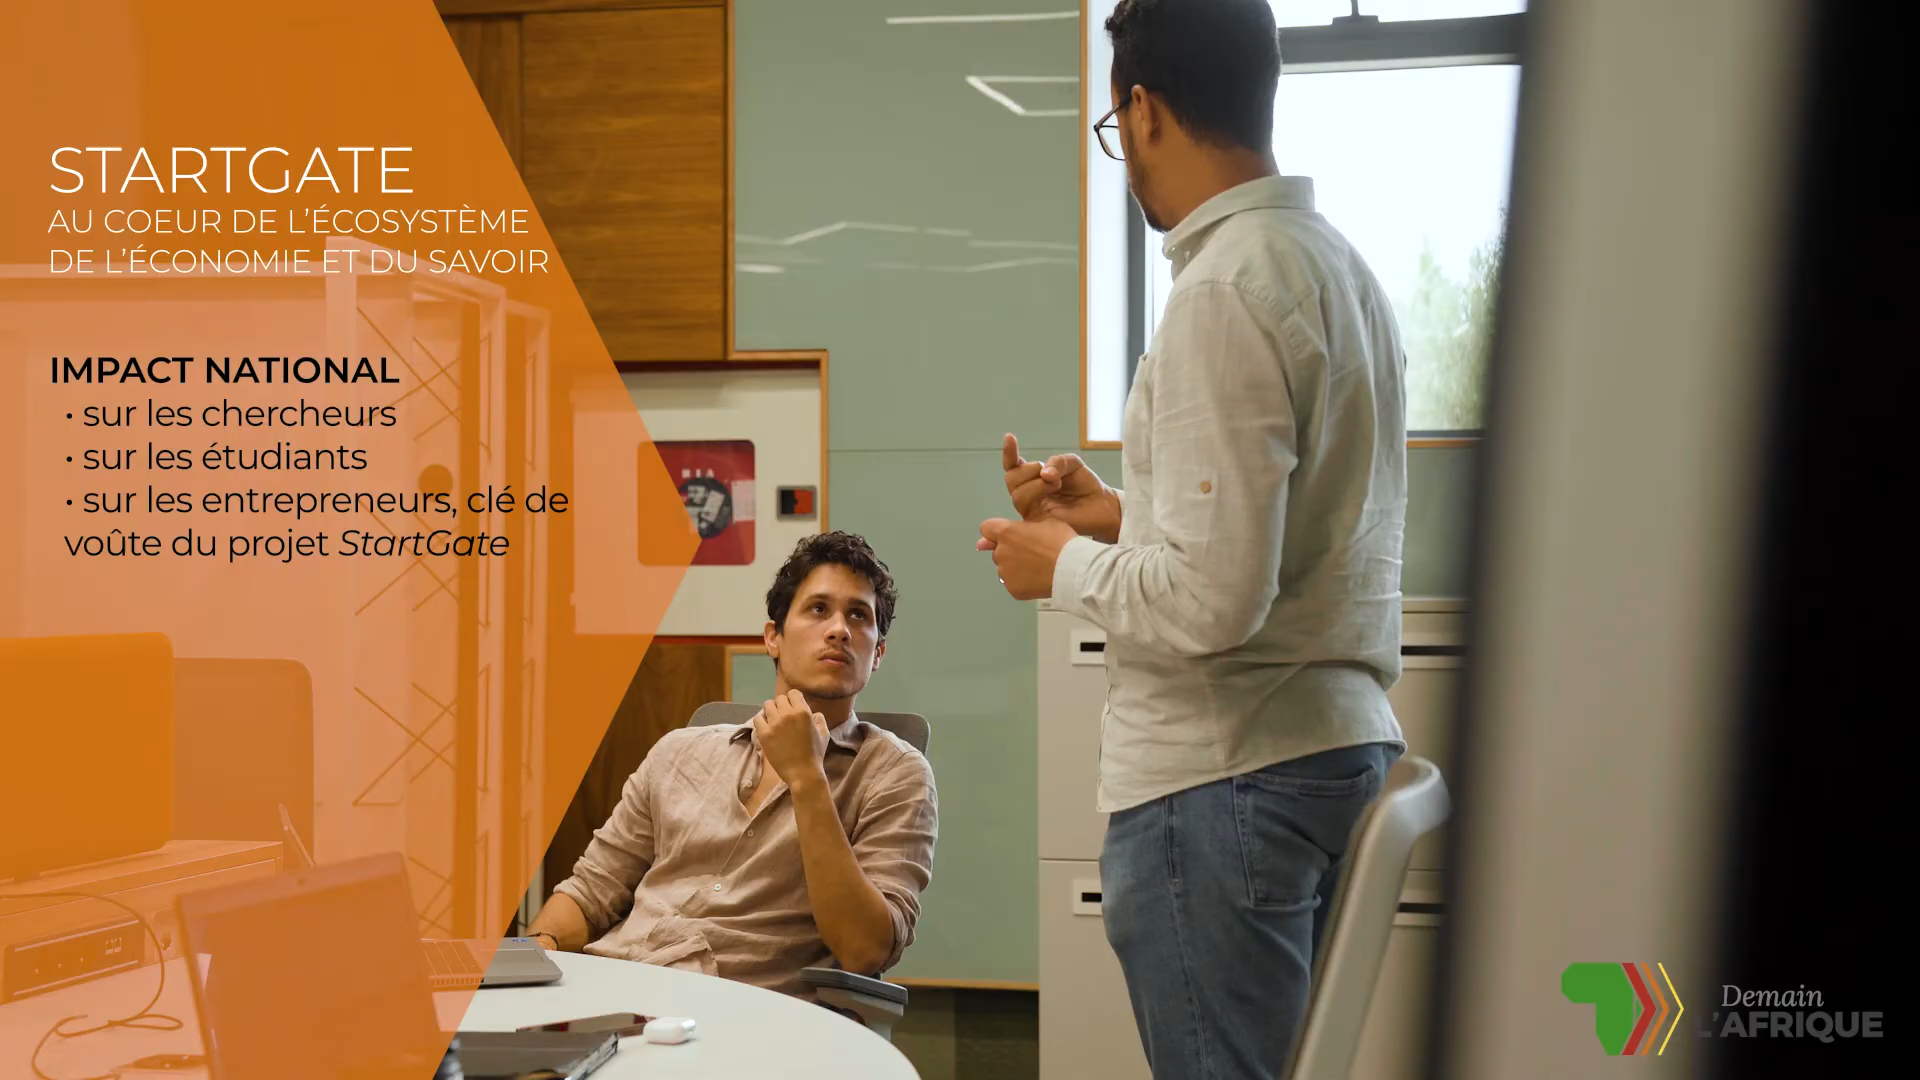 STARTGATE
AU COEUR DE L'ÉCOSYSTÈME
DE L'ÉCONOMIE ET DU SAVOIR
IMPACT NATIONAL
• sur les chercheurs
• sur les étudiants
• sur les entrepreneurs, clé de
voûte du projet StartGate
RIA
Demain
L'AFRIQUE